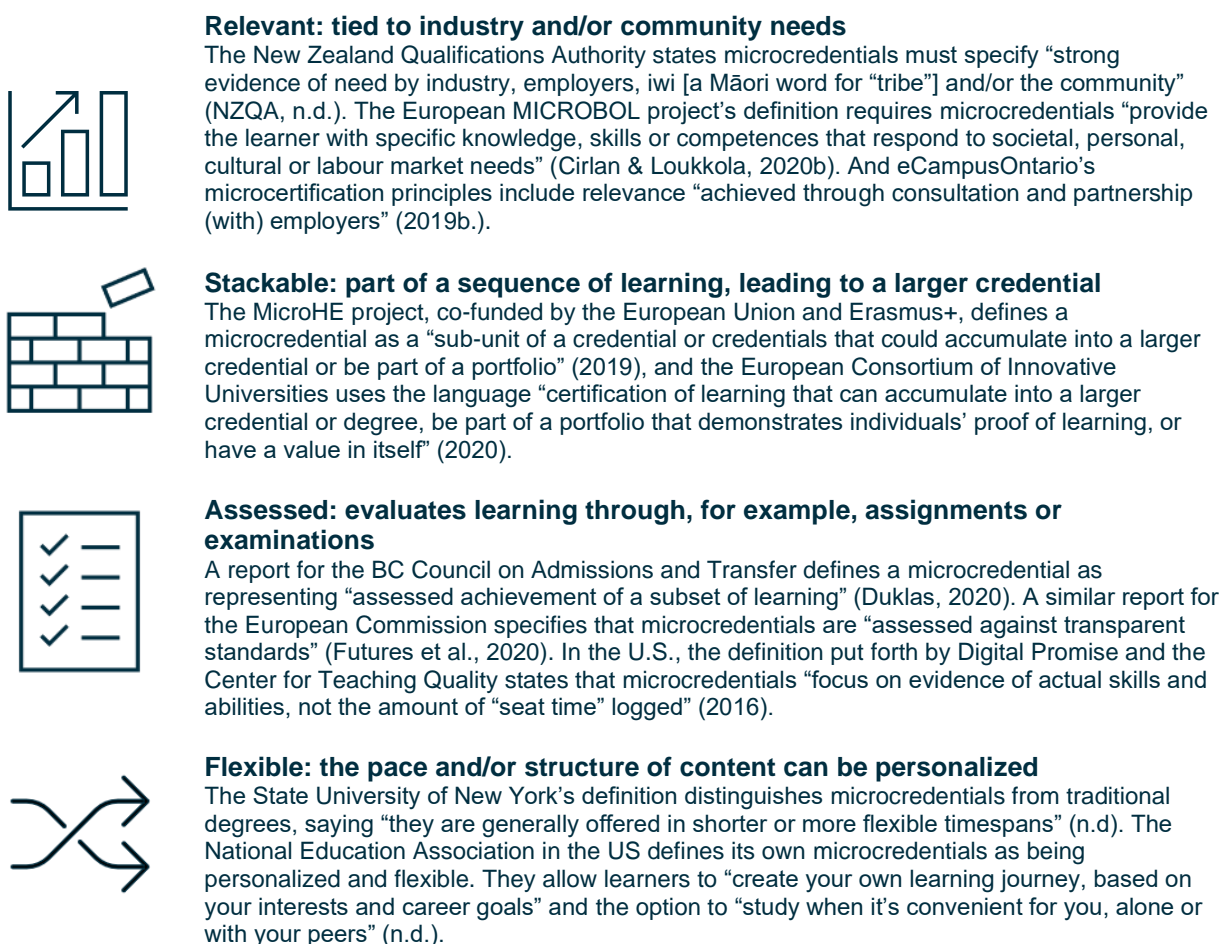 Relevant: tied to industry and/or community needs
The New Zealand Qualifications Authority states microcredentials must specify “strong
evidence of need by industry, employers, iwi [a Māori word for “tribe”] and/or the community”
(NZQA, n.d.). The European MICROBOL project’s definition requires microcredentials “provide
the learner with specific knowledge, skills or competences that respond to societal, personal,
cultural or labour market needs” (Cirlan & Loukkola, 2020b). And eCampusOntario’s
microcertification principles include relevance “achieved through consultation and partnership
(with) employers” (2019b.).
Stackable: part of a sequence of learning, leading to a larger credential
The MicroHE project, co-funded by the European Union and Erasmus+, defines a
microcredential as a “sub-unit of a credential or credentials that could accumulate into a larger
credential or be part of a portfolio” (2019), and the European Consortium of Innovative
Universities uses the language “certification of learning that can accumulate into a larger
credential or degree, be part of a portfolio that demonstrates individuals’ proof of learning, or
have a value in itself” (2020).
Assessed: evaluates learning through, for example, assignments or
examinations
A report for the BC Council on Admissions and Transfer defines a microcredential as
representing “assessed achievement of a subset of learning” (Duklas, 2020). A similar report for
the European Commission specifies that microcredentials are “assessed against transparent
standards” (Futures et al., 2020). In the U.S., the definition put forth by Digital Promise and the
Center for Teaching Quality states that microcredentials “focus on evidence of actual skills and
abilities, not the amount of “seat time” logged” (2016).
Flexible: the pace and/or structure of content can be personalized
The State University of New York’s definition distinguishes microcredentials from traditional
degrees, saying “they are generally offered in shorter or more flexible timespans” (n.d). The
National Education Association in the US defines its own microcredentials as being
personalized and flexible. They allow learners to “create your own learning journey, based on
your interests and career goals” and the option to “study when it’s convenient for you, alone or
with your peers” (n.d.).